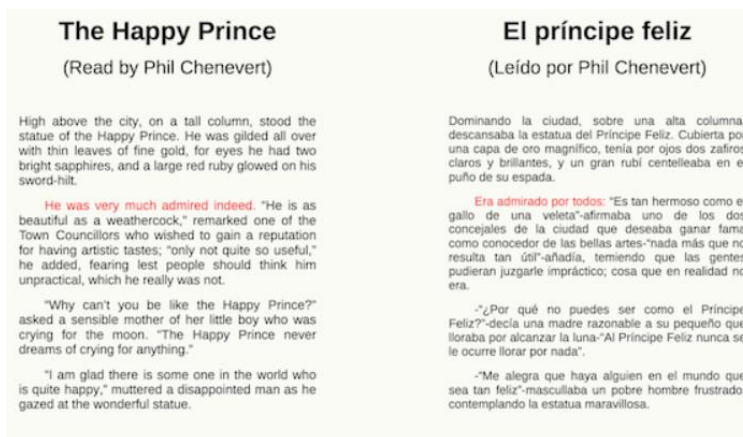 The Happy Prince
(Read by Phil Chenevert)
High above the city, on a tall column, stood the
statue of the Happy Prince. He was gilded all over
with thin leaves of fine gold, for eyes he had two
bright sapphires, and a large red ruby glowed on his
sword-hilt.
He was very much admired indeed. "He is as
beautiful as a weathercock," remarked one of the
Town Councillors who wished to gain a reputation
for having artistic tastes; "only not quite so useful,"
he added, fearing lest people should think him
unpractical, which he really was not.
"Why can't you be like the Happy Prince?"
asked a sensible mother of her little boy who was
crying for the moon. "The Happy Prince never
dreams of crying for anything."
"I am glad there is some one in the world who
is quite happy," muttered a disappointed man as he
gazed at the wonderful statue.
El príncipe feliz
(Leído por Phil Chenevert)
Dominando la ciudad, sobre una alta columna
descansaba la estatua del Príncipe Feliz. Cubierta por
una capa de oro magnífico, tenía por ojos dos zafiros
claros y brillantes, y un gran rubí centelleaba en e
puño de su espada.
Era admirado por todos: "Es tan hermoso como e
gallo de una veleta"-afirmaba uno de los dos
concejales de la ciudad que deseaba ganar fama
como conocedor de las bellas artes-"nada más que no
resulta tan útil"-añadía, temiendo que las gentes
pudieran juzgarle impráctico; cosa que en realidad no
era.
-"¿Por qué no puedes ser como el Príncipe
Feliz?"-decía una madre razonable a su pequeño que
lloraba por alcanzar la luna-"Al Príncipe Feliz nunca se
le ocurre llorar por nada".
-"Me alegra que haya alguien en el mundo que
sea tan feliz"-mascullaba un pobre hombre frustrado
contemplando la estatua maravillosa.